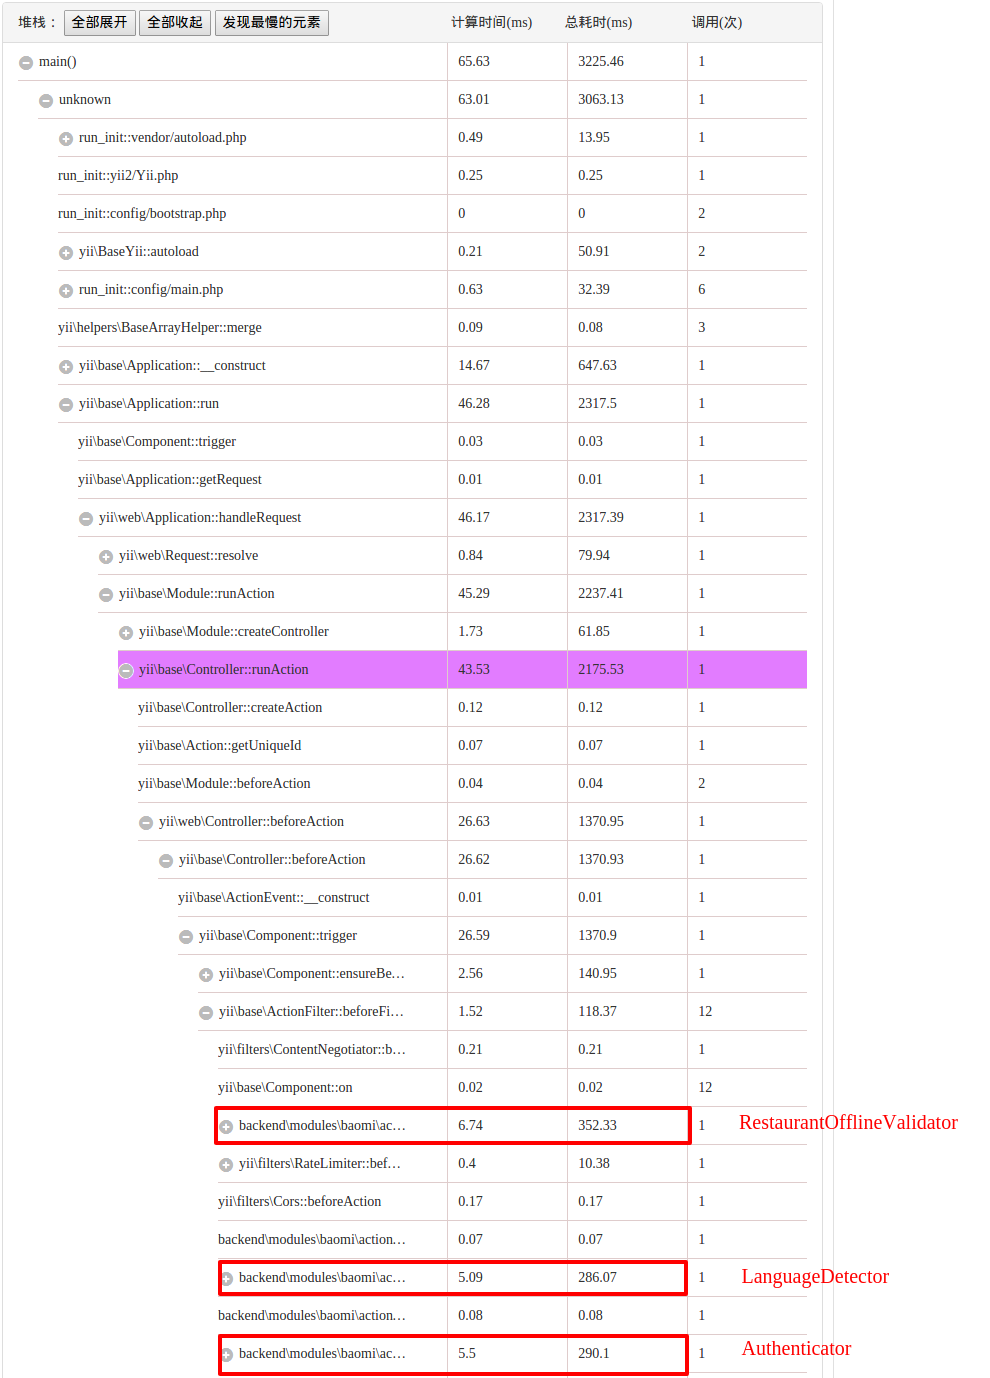 堆栈： 全部展开 全部收起 发现最慢的元素 计算时间(ms) 总耗时(ms) 调用(次)
main() 65.63 3225.46 1
unknown 63.01 3063.13 1
run_init::vendor/autoload.php 0.49 13.95 1
run_init::yii2/Yii.php 0.25 0.25 1
run_init::config/bootstrap.php 0 0 2
yii\BaseYii::autoload 0.21 50.91 2
run_init::config/main.php 0.63 32.39 6
yii\helpers\BaseArrayHelper::merge 0.09 0.08 3
yii\base\Application::__construct 14.67 647.63 1
yii\base\Application::run 46.28 2317.5 1
yii\base\Component::trigger 0.03 0.03 1
yii\base\Application::getRequest 0.01 0.01 1
yii\web\Application::handleRequest 46.17 2317.39 1
yii\web\Request::resolve 0.84 79.94 1
yii\base\Module::runAction 45.29 2237.41 1
yii\base\Module::createController 1.73 61.85 1
yii\base\Controller::runAction 43.53 2175.53 1
yii\base\Controller::createAction 0.12 0.12 1
yii\base\Action::getUniqueId 0.07 0.07 1
yii\base\Module::beforeAction 0.04 0.04 2
yii\web\Controller::beforeAction 26.63 1370.95 1
yii\base\Controller::beforeAction 26.62 1370.93 1
yii\base\ActionEvent::__construct 0.01 0.01 1
yii\base\Component::trigger 26.59 1370.9 1
yii\base\Component::ensureBe… 2.56 140.95 1
yii\base\ActionFilter::beforeFi… 1.52 118.37 12
yii\filters\ContentNegotiator::b… 0.21 0.21 1
yii\base\Component::on 0.02 0.02 12
backend\modules\baomi\ac… 6.74 352.33 1 RestaurantOfflineValidator
yii\filters\RateLimiter::bef… 0.4 10.38 1
yii\filters\Cors::beforeAction 0.17 0.17 1
backend\modules\baomi\action… 0.07 0.07 1
backend\modules\baomi\ac… 5.09 286.07 1 LanguageDetector
backend\modules\baomi\action… 0.08 0.08 1
backend\modules\baomi\ac… 5.5 290.1 1 Authenticator